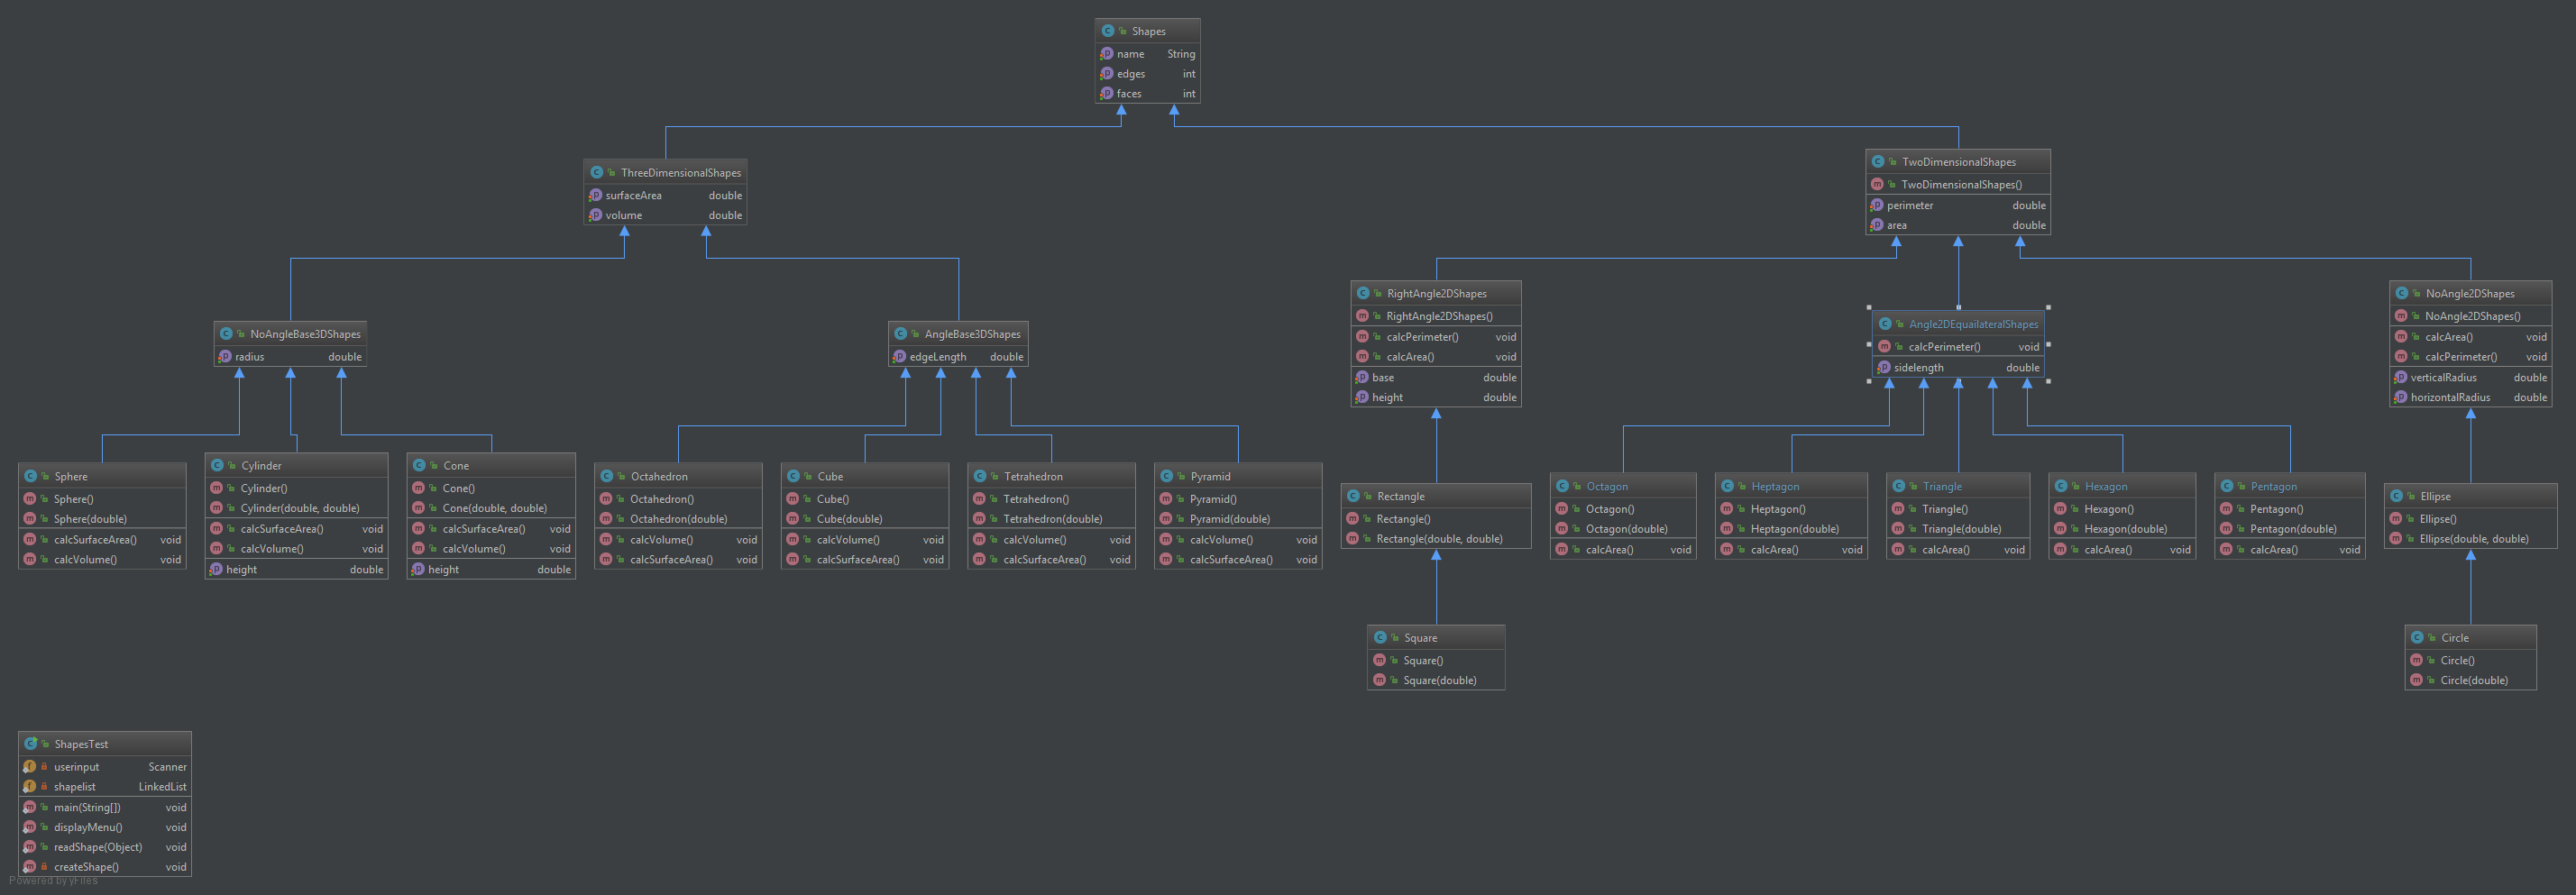 Shapes
name String
edges int
faces int
ThreeDimensionalShapes
surfaceArea double
volume double
TwoDimensionalShapes
TwoDimensionalShapes()
perimeter double
area double
NoAngleBase3DShapes
radius double
AngleBase3DShapes
edgeLength double
RightAngle2DShapes
RightAngle2DShapes()
calcPerimeter() void
calcArea() void
base double
height double
Angle2DEquailateralShapes
calcPerimeter() void
sidelength double
NoAngle2DShapes
NoAngle2DShapes()
calcArea() void
calcPerimeter() void
verticalRadius double
horizontalRadius double
Sphere
Sphere()
Sphere(double)
calcSurfaceArea() void
calcVolume() void
Cylinder
Cylinder()
Cylinder(double, double)
calcSurfaceArea() void
calcVolume() void
height double
Cone
Cone()
Cone(double, double)
calcSurfaceArea() void
calcVolume() void
height double
Octahedron
Octahedron()
Octahedron(double)
calcVolume() void
calcSurfaceArea() void
Cube
Cube()
Cube(double)
calcVolume() void
calcSurfaceArea() void
Tetrahedron
Tetrahedron()
Tetrahedron(double)
calcVolume() void
calcSurfaceArea() void
Pyramid
Pyramid()
Pyramid(double)
calcVolume() void
calcSurfaceArea() void
Rectangle
Rectangle()
Rectangle(double, double)
Octagon
Octagon()
Octagon(double)
calcArea() void
Heptagon
Heptagon()
Heptagon(double)
calcArea() void
Triangle
Triangle()
Triangle(double)
calcArea() void
Hexagon
Hexagon()
Hexagon(double)
calcArea() void
Pentagon
Pentagon()
Pentagon(double)
calcArea() void
Ellipse
Ellipse()
Ellipse(double, double)
Square
Square()
Square(double)
Circle
Circle()
Circle(double)
ShapesTest
userinput Scanner
shapelist LinkedList
main(String[]) void
displayMenu() void
readShape(Object) void
createShape() void
Powered by yFiles